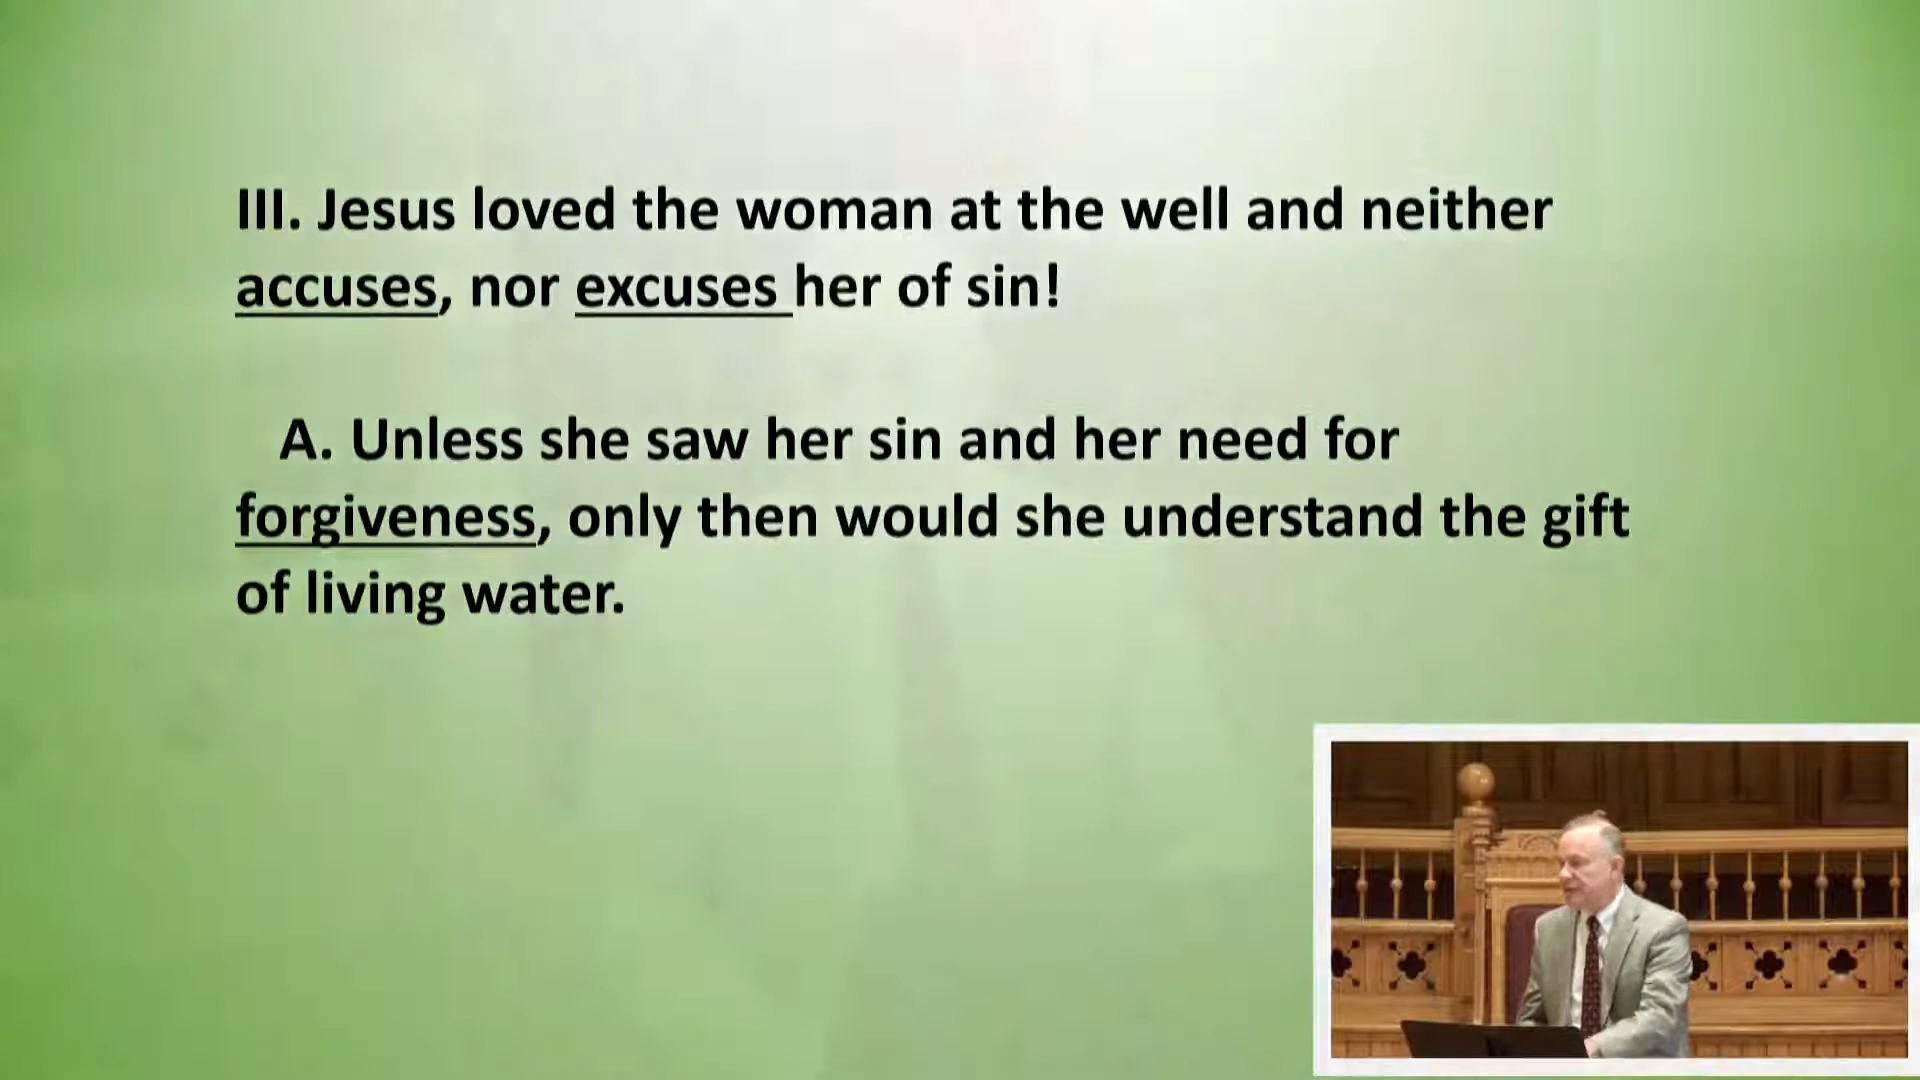 III. Jesus loved the woman at the well and neither
accuses, nor excuses her of sin!
A. Unless she saw her sin and her need for
forgiveness, only then would she understand the gift
of living water.